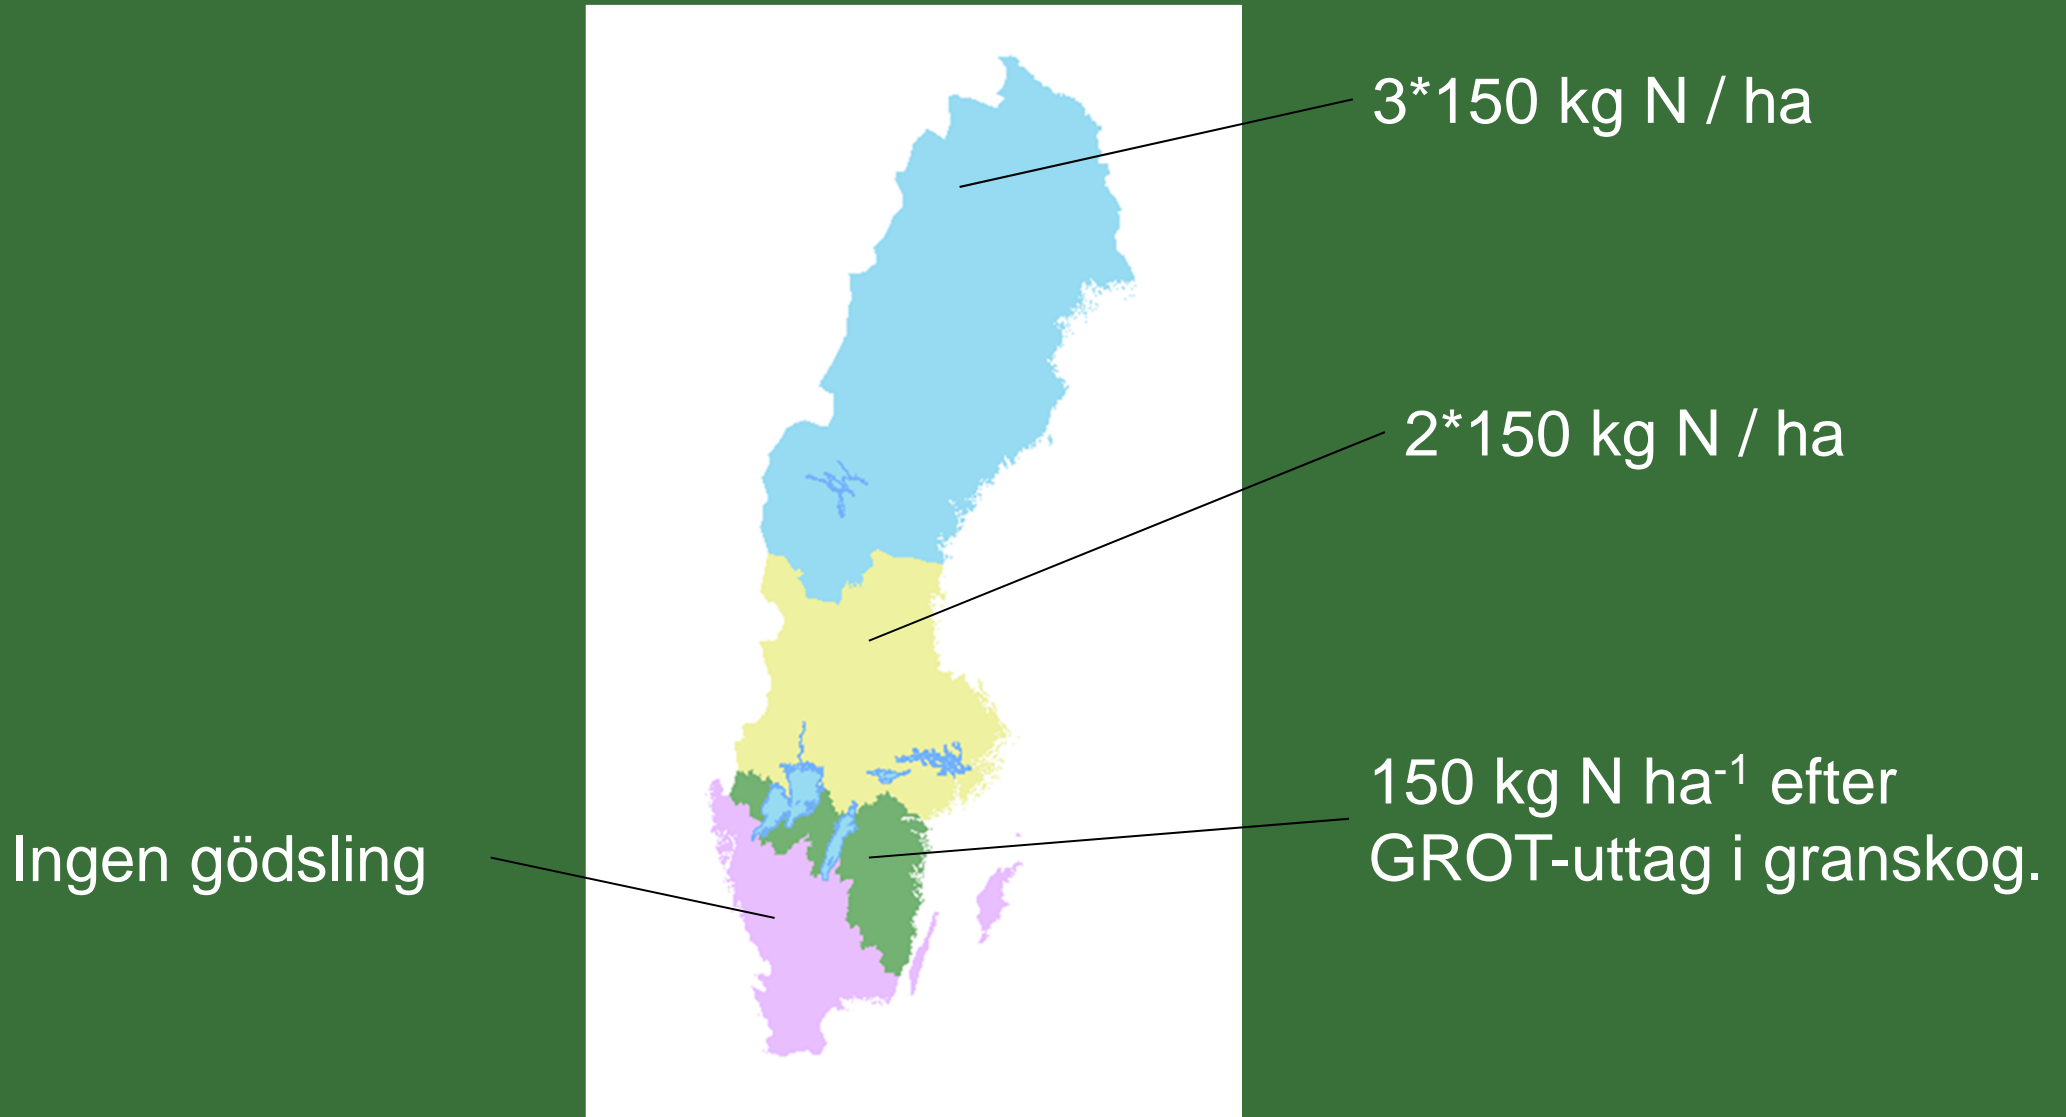 3*150 kg N / ha
2*150 kg N / ha
150 kg N ha⁻¹ efter
GROT-uttag i granskog.
Ingen gödsling